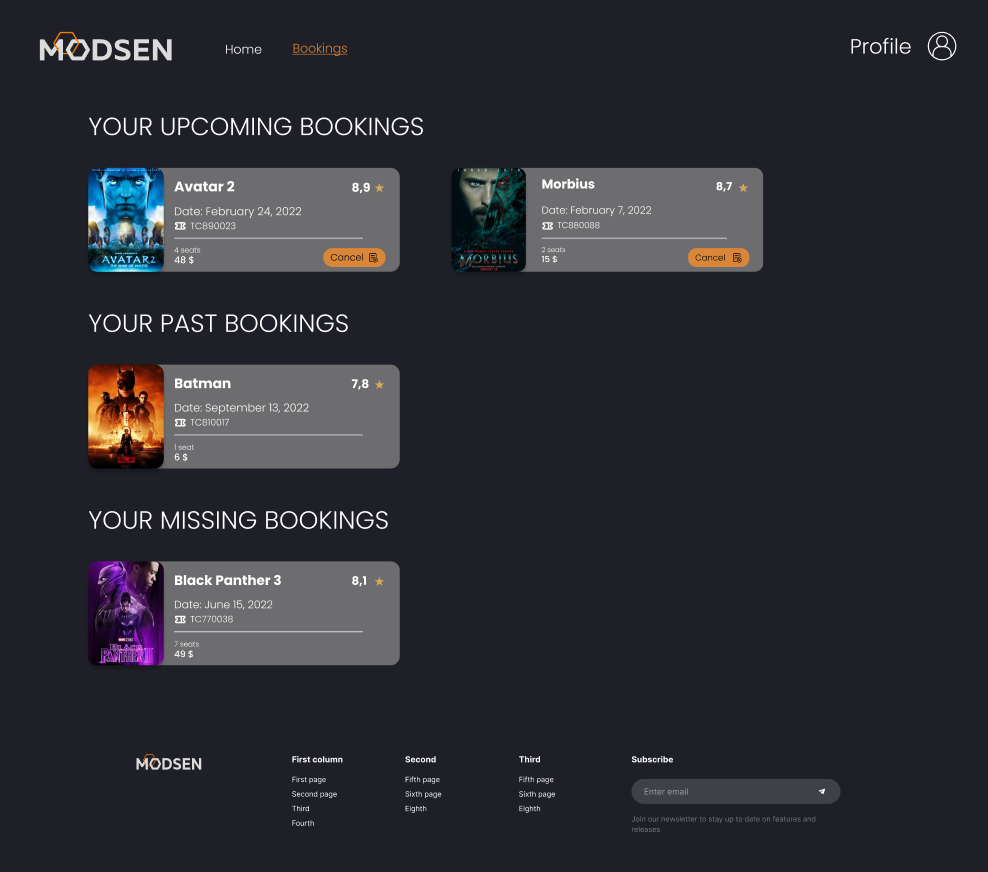 MODSEN
Home
Bookings
Profile
YOUR UPCOMING BOOKINGS
Avatar 2
8,9
Date: February 24, 2022
TC890023
4 seats
48 $
Cancel
AVATAR 2
Morbius
8,7
Date: February 7, 2022
TC880088
2 seats
15 $
Cancel
MORBIUS
YOUR PAST BOOKINGS
Batman
7,8
Date: September 13, 2022
TC810017
1 seat
6 $
YOUR MISSING BOOKINGS
Black Panther 3
8,1
Date: June 15, 2022
TC770038
7 seats
49 $
BLACK
PANTHER
MODSEN
First column
First page
Second page
Third
Fourth
Second
Fifth page
Sixth page
Eighth
Third
Fifth page
Sixth page
Eighth
Subscribe
Enter email
Join our newsletter to stay up to date on features and
releases